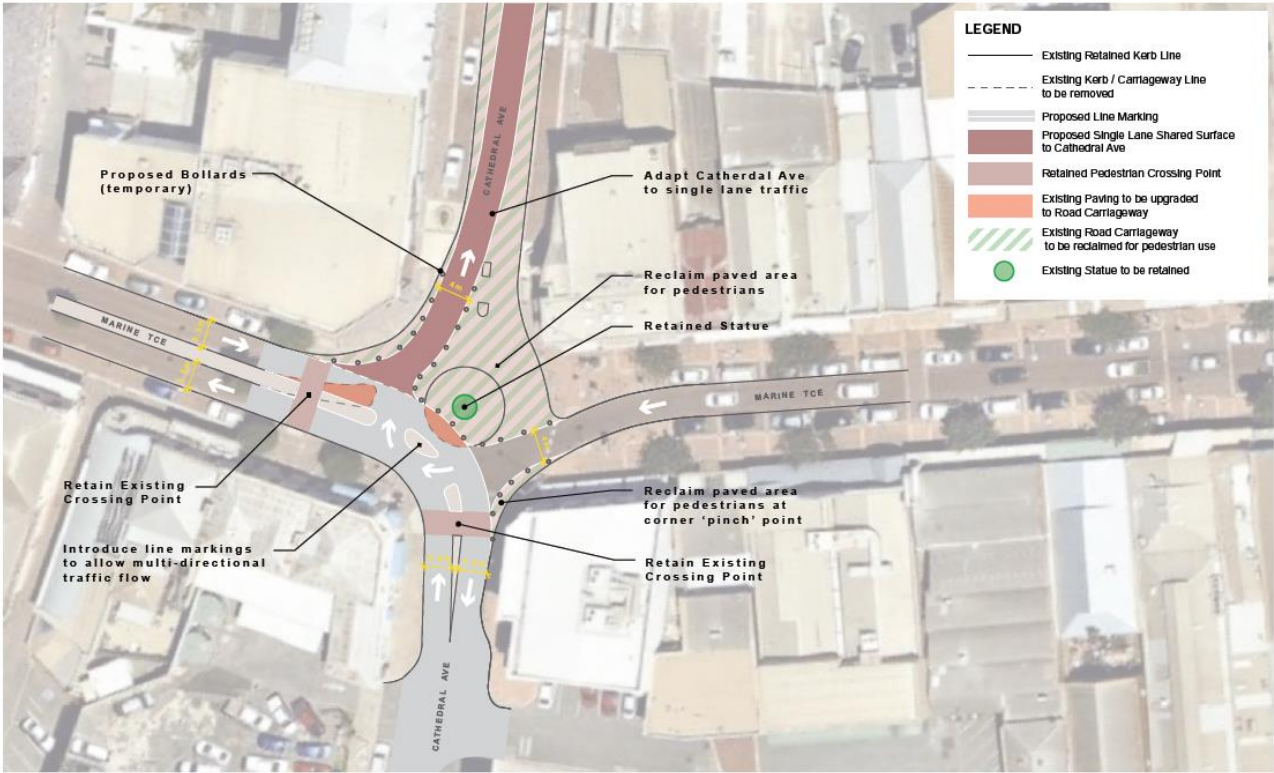 LEGEND
Existing Retained Kerb Line
Existing Kerb / Carriageway Line
to be removed
Proposed Line Marking
Proposed Single Lane Shared Surface
to Cathedral Ave
Retained Pedestrian Crossing Point
Existing Paving to be upgraded
to Road Carriageway
Existing Road Carriageway
to be reclaimed for pedestrian use
Existing Statue to be retained
CATHEDRAL AVE
Proposed Bollards
(temporary)
Adapt Catherdal Ave
to single lane traffic
4m
Reclaim paved area
for pedestrians
Retained Statue
MARINE TCE
MARINE TCE
Retain Existing
Crossing Point
Reclaim paved area
for pedestrians at
corner 'pinch' point
Introduce line markings
to allow multi-directional
traffic flow
Retain Existing
Crossing Point
CATHEDRAL AVE